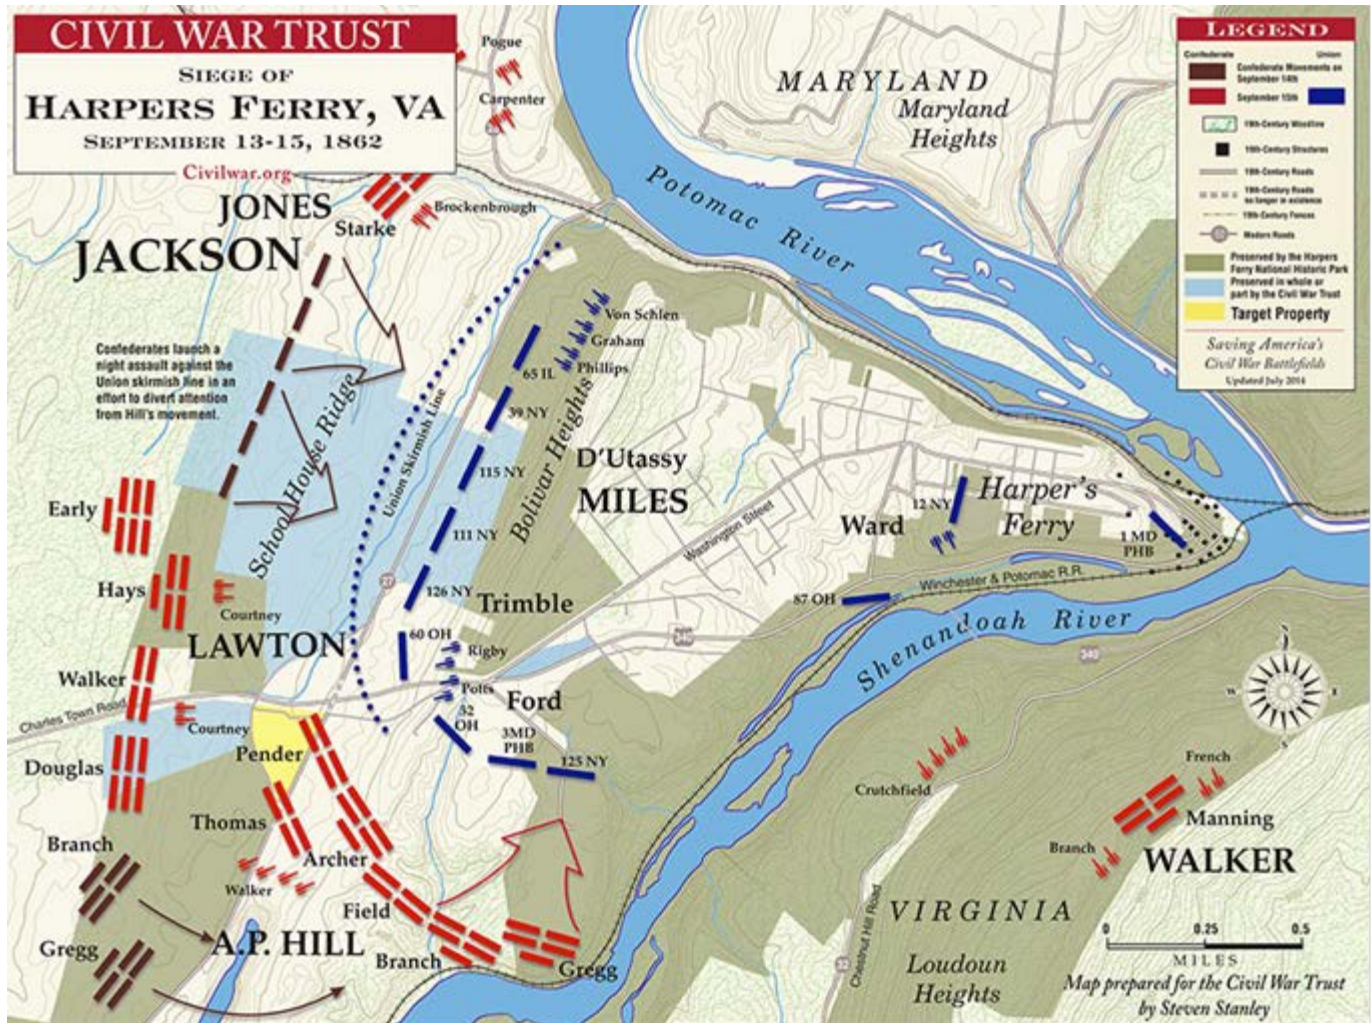 CIVIL WAR TRUST
SIEGE OF
HARPERS FERRY, VA
SEPTEMBER 13-15, 1862
Civilwar.org
LEGEND
Confederate
Union
Confederate Movements on
September 14th
September 15th
19th-Century Woodline
19th-Century Structures
19th-Century Roads
19th-Century Roads
no longer in existence
19th-Century Fences
Modern Roads
Preserved by the Harpers
Ferry National Historic Park
Preserved in whole or
part by the Civil War Trust
Target Property
Saving America's
Civil War Battlefields
Updated July 2014
Pogue
Carpenter
MARYLAND
Maryland
Heights
Potomac River
JONES
Starke
Brockenbrough
JACKSON
Confederates launch a
night assault against the
Union skirmish line in an
effort to divert attention
from Hill's movement.
School House Ridge
Union Skirmish Line
Von Schlen
Graham
Phillips
65 IL
39 NY
115 NY
111 NY
126 NY
Bolivar Heights
D'Utassy
MILES
Washington Street
Ward
12 NY
Harper's
Ferry
1 MD
PHB
Winchester & Potomac R.R.
87 OH
Shenandoah River
340
340
27
Early
Hays
Courtney
LAWTON
Trimble
60 OH
Rigby
Potts
Ford
32
OH
3MD
PHB
125 NY
Walker
Charles Town Road
Courtney
Douglas
Pender
Thomas
Archer
Walker
Branch
Gregg
Field
A.P. HILL
Branch
Gregg
Crutchfield
French
Manning
Branch
WALKER
Chestnut Hill Road
32
VIRGINIA
Loudoun
Heights
N
W
E
S
0
0.25
0.5
MILES
Map prepared for the Civil War Trust
by Steven Stanley